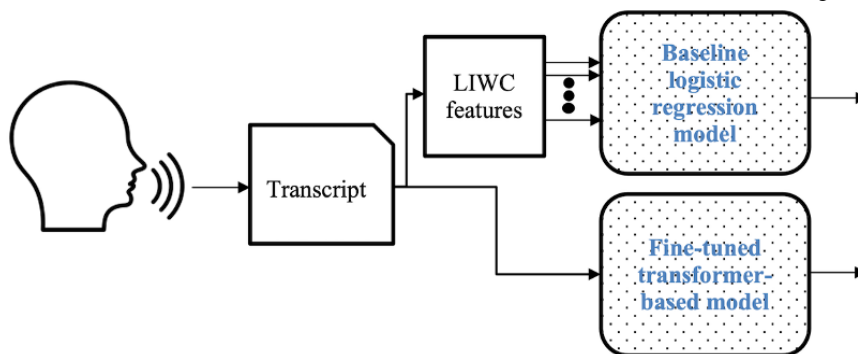 Transcript
LIWC
features
Baseline
logistic
regression
model
Fine-tuned
transformer-
based model